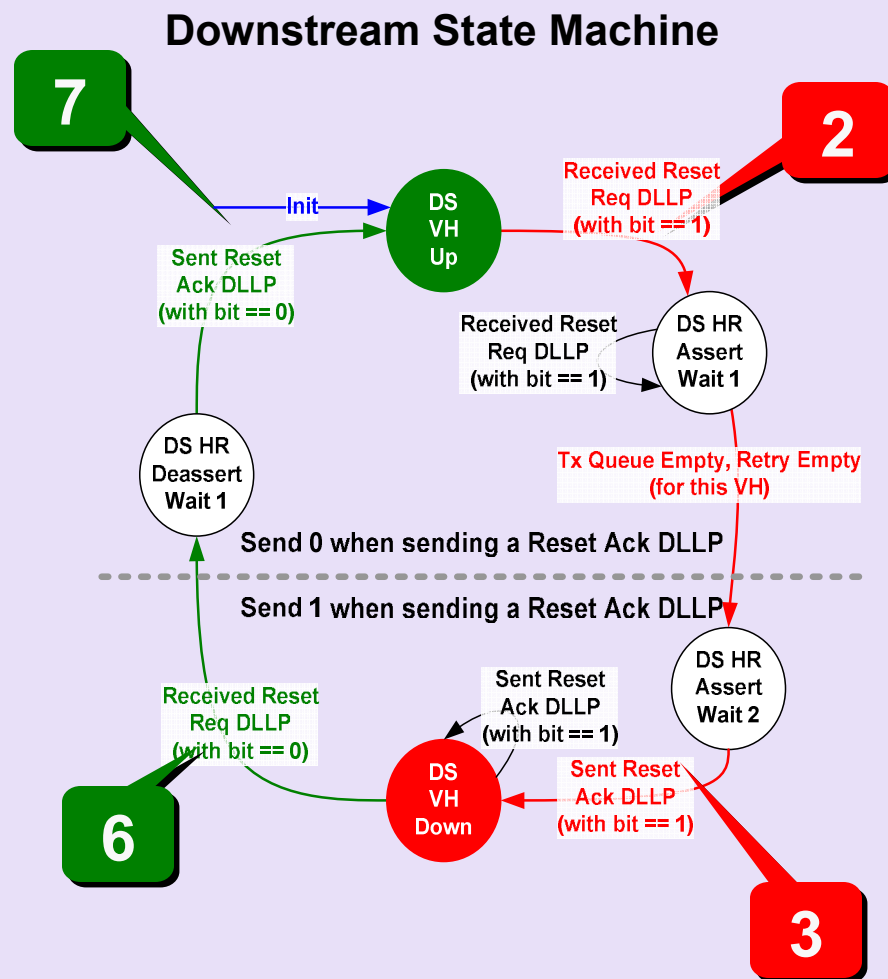 Downstream State Machine
7
2
Init
DS
VH
Up
Received Reset
Req DLLP
(with bit == 1)
Sent Reset
Ack DLLP
(with bit == 0)
Received Reset
Req DLLP
(with bit == 1)
DS HR
Assert
Wait 1
DS HR
Deassert
Wait 1
Tx Queue Empty, Retry Empty
(for this VH)
Send 0 when sending a Reset Ack DLLP
Send 1 when sending a Reset Ack DLLP
DS HR
Assert
Wait 2
Received Reset
Req DLLP
(with bit == 0)
Sent Reset
Ack DLLP
(with bit == 1)
DS
VH
Down
Sent Reset
Ack DLLP
(with bit == 1)
6
3